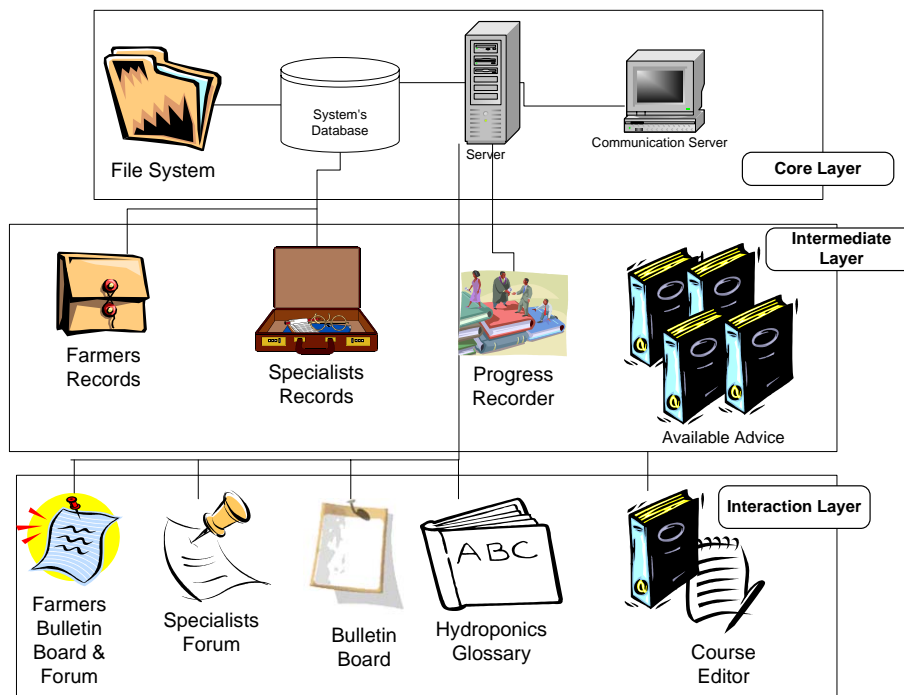 System's
Database
File System
Server
Communication Server
Core Layer
Intermediate
Layer
Farmers
Records
Specialists
Records
Progress
Recorder
Available Advice
Interaction Layer
ABC
Farmers
Bulletin
Board &
Forum
Specialists
Forum
Bulletin
Board
Hydroponics
Glossary
Course
Editor